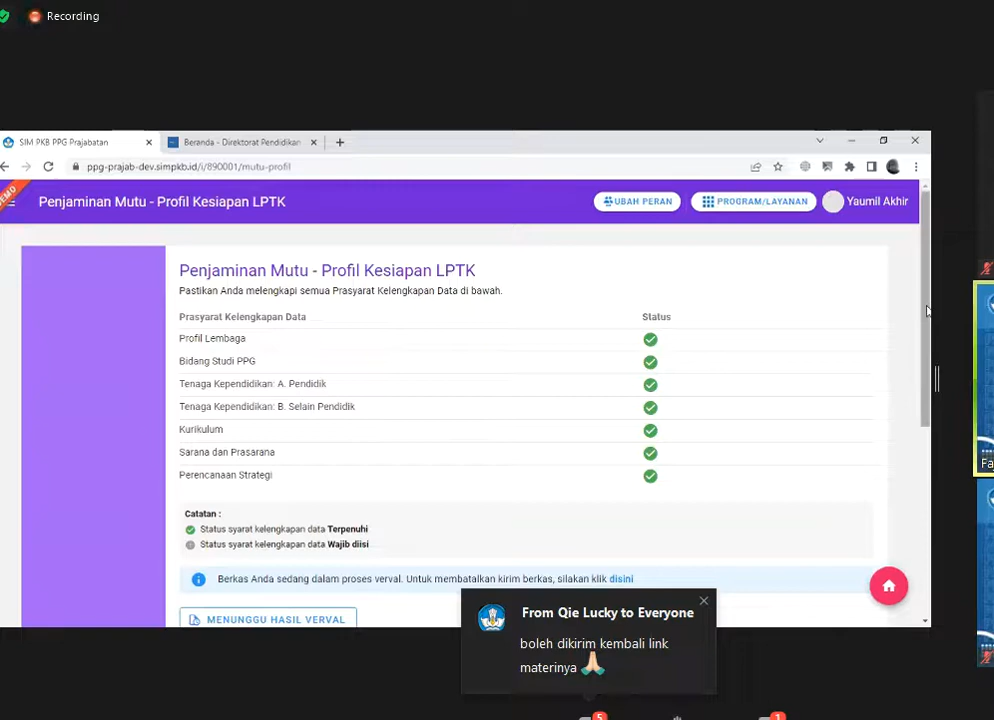 Recording
SIM PKB PPG Prajabatan
Beranda - Direktorat Pendidikan
ppg-prajab-dev.simpkb.id/i/890001/mutu-profil
Penjaminan Mutu - Profil Kesiapan LPTK
UBAH PERAN
PROGRAM/LAYANAN
Yaumil Akhir
Penjaminan Mutu - Profil Kesiapan LPTK
Pastikan Anda melengkapi semua Prasyarat Kelengkapan Data di bawah.
Prasyarat Kelengkapan Data Status
Profil Lembaga
Bidang Studi PPG
Tenaga Kependidikan: A. Pendidik
Tenaga Kependidikan: B. Selain Pendidik
Kurikulum
Sarana dan Prasarana
Perencanaan Strategi
Catatan :
Status syarat kelengkapan data Terpenuhi
Status syarat kelengkapan data Wajib diisi
Berkas Anda sedang dalam proses verval. Untuk membatalkan kirim berkas, silakan klik disini
MENUNGGU HASIL VERVAL
From Qie Lucky to Everyone
boleh dikirim kembali link
materinya 🙏🏻
Fa
5
1